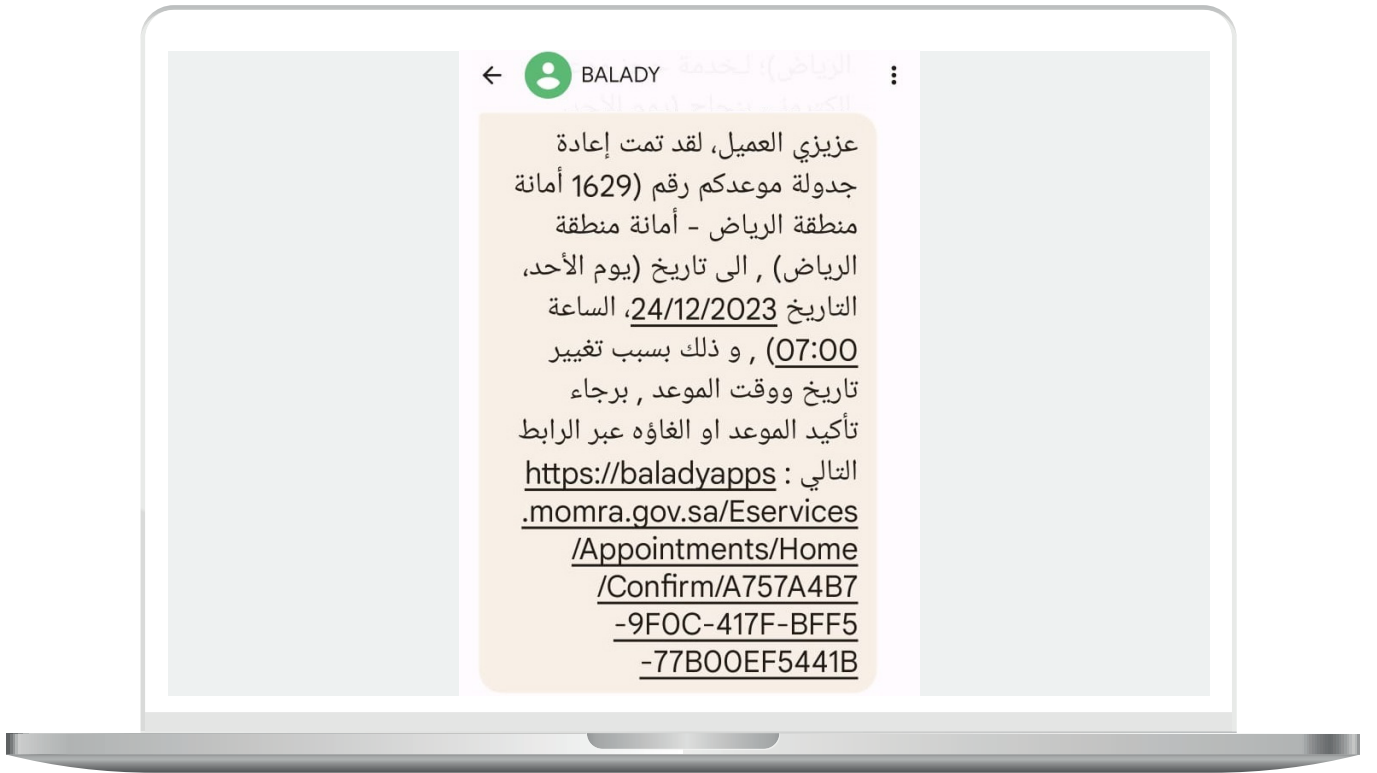 الرياض)؛ لخدمة
BALADY
عزيزي العميل، لقد تمت إعادة
جدولة موعدكم رقم (1629 أمانة
منطقة الرياض - أمانة منطقة
الرياض) , الى تاريخ (يوم الأحد،
التاريخ 24/12/2023، الساعة
07:00) , و ذلك بسبب تغيير
تاريخ ووقت الموعد , برجاء
تأكيد الموعد او الغاؤه عبر الرابط
التالي : https://baladyapps
.momra.gov.sa/Eservices
/Appointments/Home
/Confirm/A757A4B7
-9F0C-417F-BFF5
-77B00EF5441B